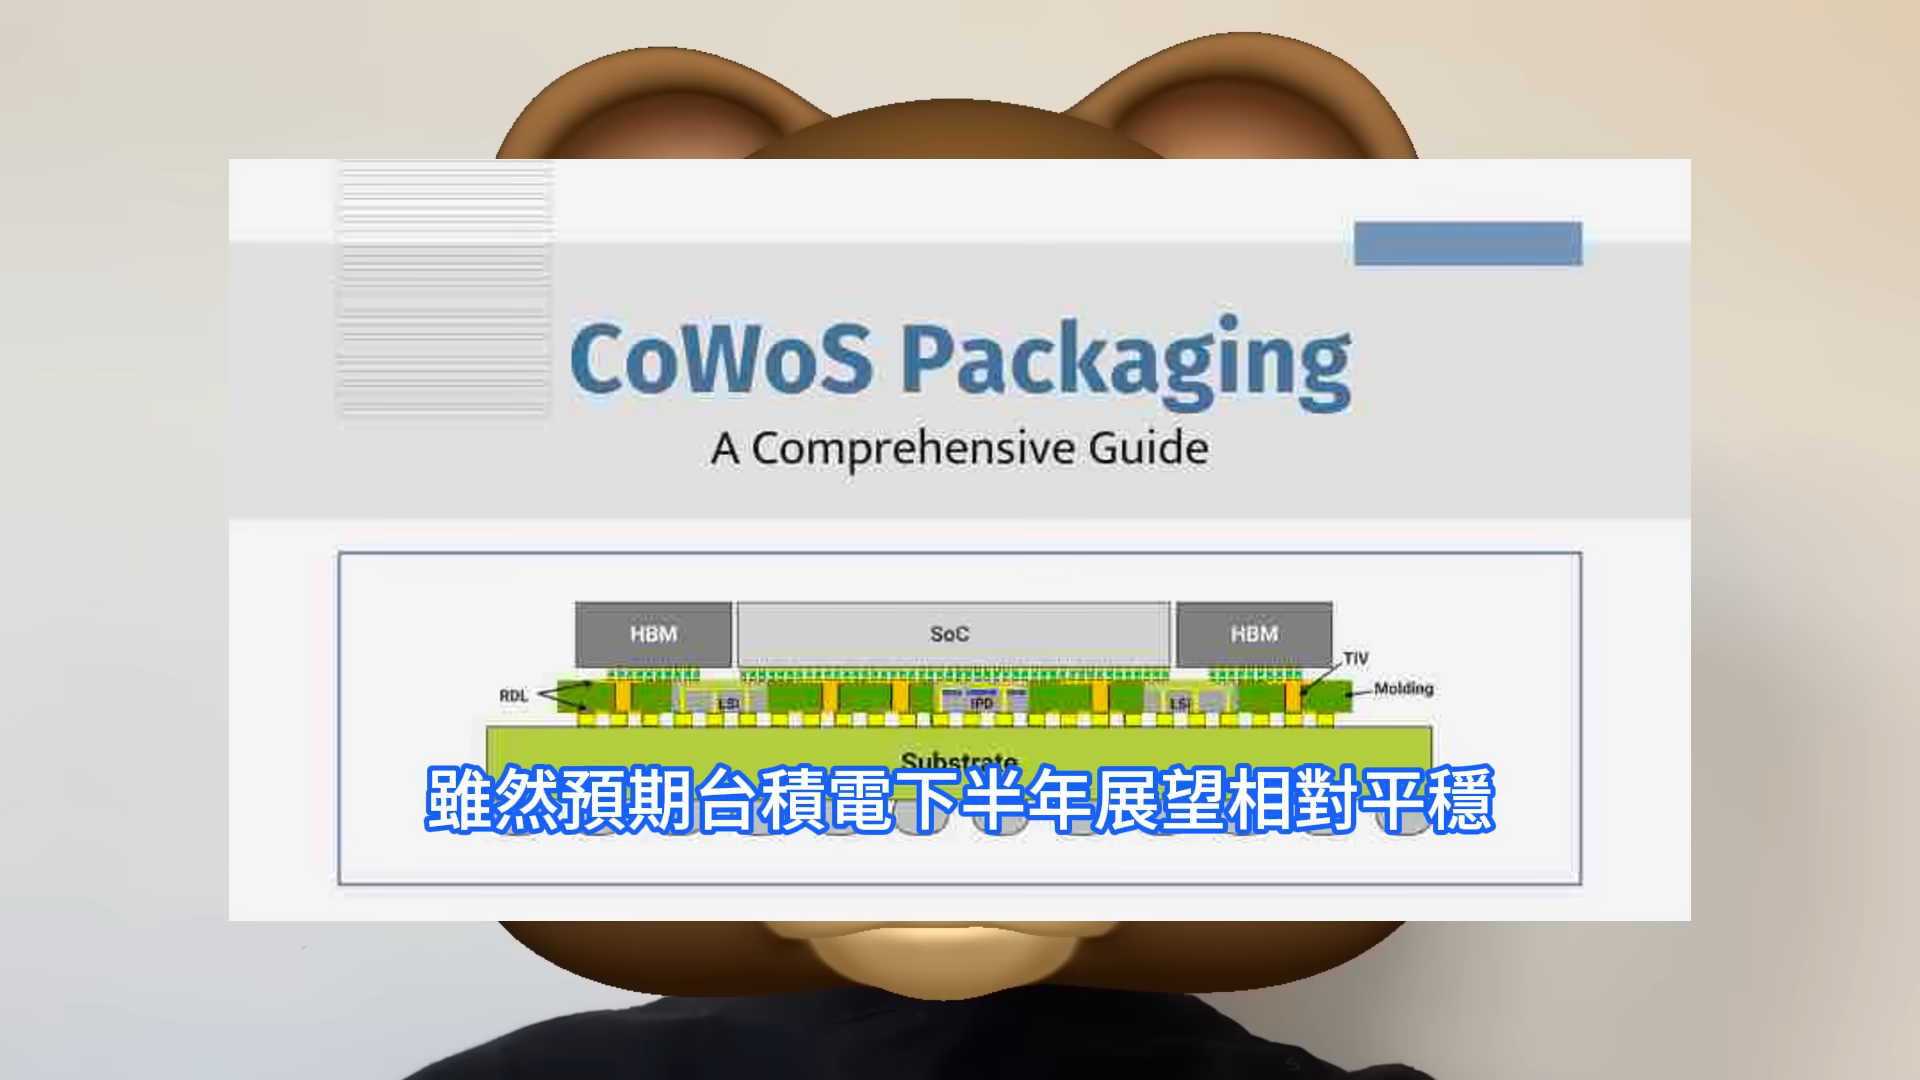 CoWoS Packaging
A Comprehensive Guide
HBM
SoC
HBM
TIV
RDL
Molding
LSI
IPD
LSI
Substrate
雖然預期台積電下半年展望相對平穩